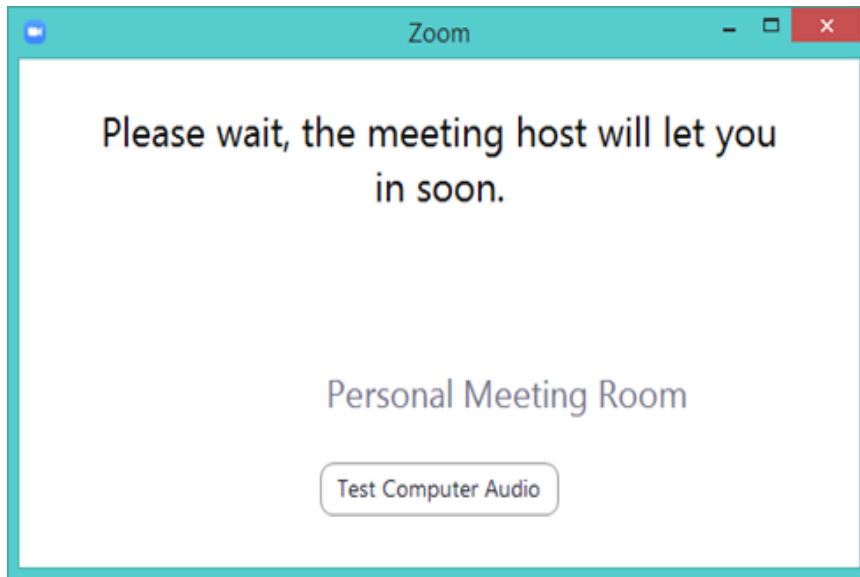 Zoom
Please wait, the meeting host will let you
in soon.
Personal Meeting Room
Test Computer Audio